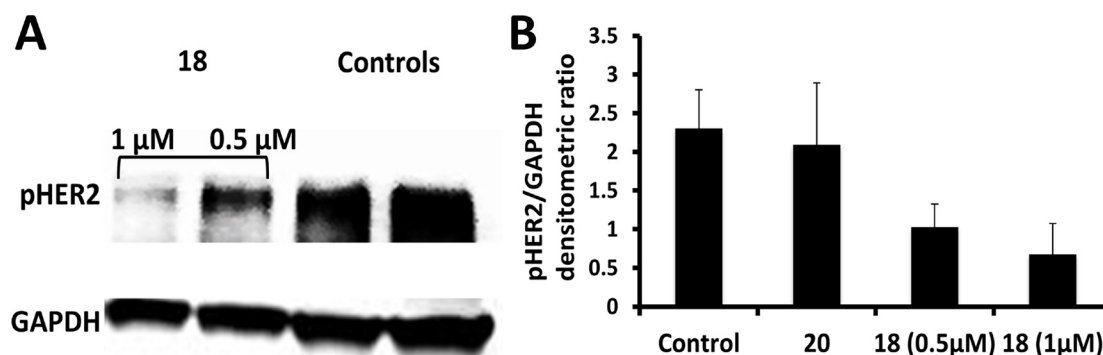 A
18 Controls
1 µM 0.5 µM
pHER2
GAPDH
B
pHER2/GAPDH
densitometric ratio
3.5
3
2.5
2
1.5
1
0.5
0
Control 20 18 (0.5µM) 18 (1µM)